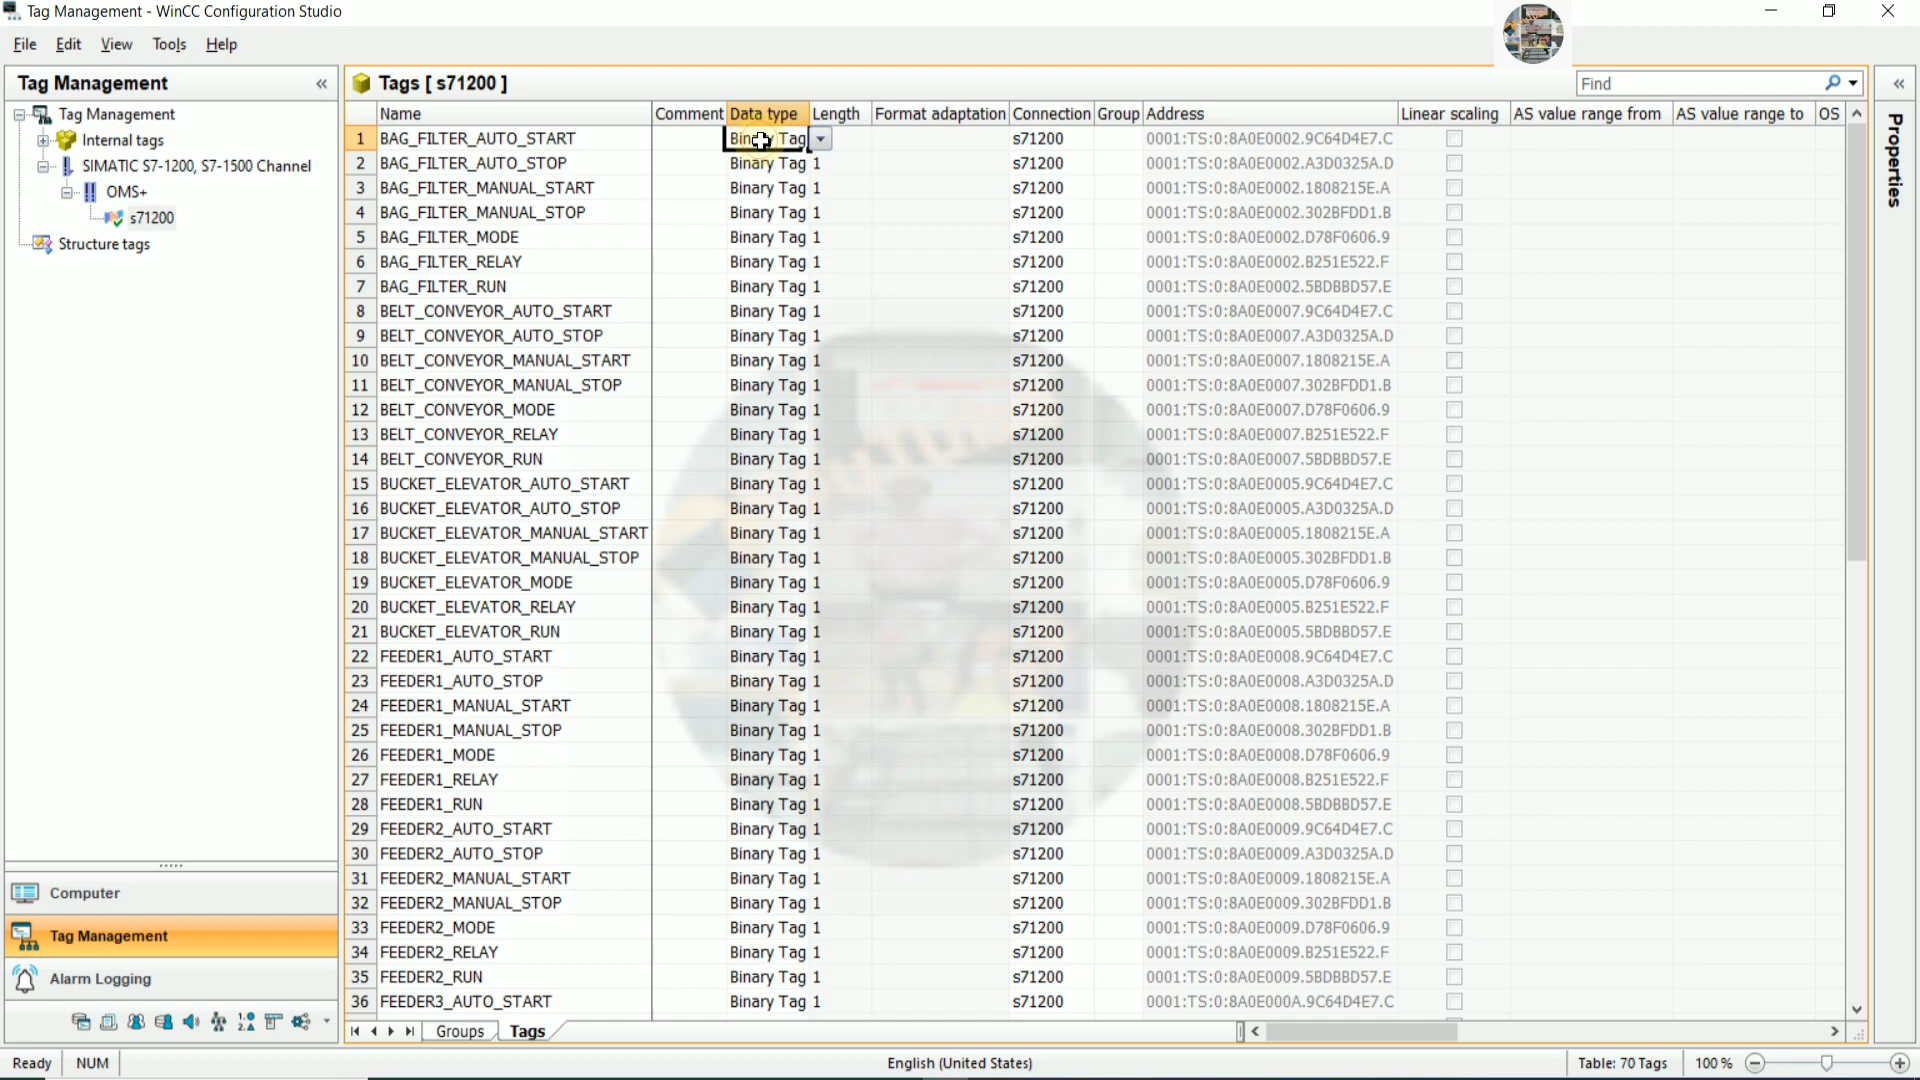 Tag Management - WinCC Configuration Studio
File Edit View Tools Help
Tag Management «
Tags [ s71200 ]
Find
«
Tag Management
Internal tags
SIMATIC S7-1200, S7-1500 Channel
OMS+
s71200
Structure tags
Name Comment Data type Length Format adaptation Connection Group Address Linear scaling AS value range from AS value range to OS
1 BAG_FILTER_AUTO_START Binary Tag s71200 0001:TS:0:8A0E0002.9C64D4E7.C
2 BAG_FILTER_AUTO_STOP Binary Tag 1 s71200 0001:TS:0:8A0E0002.A3D0325A.D
3 BAG_FILTER_MANUAL_START Binary Tag 1 s71200 0001:TS:0:8A0E0002.1808215E.A
4 BAG_FILTER_MANUAL_STOP Binary Tag 1 s71200 0001:TS:0:8A0E0002.302BFDD1.B
5 BAG_FILTER_MODE Binary Tag 1 s71200 0001:TS:0:8A0E0002.D78F0606.9
6 BAG_FILTER_RELAY Binary Tag 1 s71200 0001:TS:0:8A0E0002.B251E522.F
7 BAG_FILTER_RUN Binary Tag 1 s71200 0001:TS:0:8A0E0002.5BDBBD57.E
8 BELT_CONVEYOR_AUTO_START Binary Tag 1 s71200 0001:TS:0:8A0E0007.9C64D4E7.C
9 BELT_CONVEYOR_AUTO_STOP Binary Tag 1 s71200 0001:TS:0:8A0E0007.A3D0325A.D
10 BELT_CONVEYOR_MANUAL_START Binary Tag 1 s71200 0001:TS:0:8A0E0007.1808215E.A
11 BELT_CONVEYOR_MANUAL_STOP Binary Tag 1 s71200 0001:TS:0:8A0E0007.302BFDD1.B
12 BELT_CONVEYOR_MODE Binary Tag 1 s71200 0001:TS:0:8A0E0007.D78F0606.9
13 BELT_CONVEYOR_RELAY Binary Tag 1 s71200 0001:TS:0:8A0E0007.B251E522.F
14 BELT_CONVEYOR_RUN Binary Tag 1 s71200 0001:TS:0:8A0E0007.5BDBBD57.E
15 BUCKET_ELEVATOR_AUTO_START Binary Tag 1 s71200 0001:TS:0:8A0E0005.9C64D4E7.C
16 BUCKET_ELEVATOR_AUTO_STOP Binary Tag 1 s71200 0001:TS:0:8A0E0005.A3D0325A.D
17 BUCKET_ELEVATOR_MANUAL_START Binary Tag 1 s71200 0001:TS:0:8A0E0005.1808215E.A
18 BUCKET_ELEVATOR_MANUAL_STOP Binary Tag 1 s71200 0001:TS:0:8A0E0005.302BFDD1.B
19 BUCKET_ELEVATOR_MODE Binary Tag 1 s71200 0001:TS:0:8A0E0005.D78F0606.9
20 BUCKET_ELEVATOR_RELAY Binary Tag 1 s71200 0001:TS:0:8A0E0005.B251E522.F
21 BUCKET_ELEVATOR_RUN Binary Tag 1 s71200 0001:TS:0:8A0E0005.5BDBBD57.E
22 FEEDER1_AUTO_START Binary Tag 1 s71200 0001:TS:0:8A0E0008.9C64D4E7.C
23 FEEDER1_AUTO_STOP Binary Tag 1 s71200 0001:TS:0:8A0E0008.A3D0325A.D
24 FEEDER1_MANUAL_START Binary Tag 1 s71200 0001:TS:0:8A0E0008.1808215E.A
25 FEEDER1_MANUAL_STOP Binary Tag 1 s71200 0001:TS:0:8A0E0008.302BFDD1.B
26 FEEDER1_MODE Binary Tag 1 s71200 0001:TS:0:8A0E0008.D78F0606.9
27 FEEDER1_RELAY Binary Tag 1 s71200 0001:TS:0:8A0E0008.B251E522.F
28 FEEDER1_RUN Binary Tag 1 s71200 0001:TS:0:8A0E0008.5BDBBD57.E
29 FEEDER2_AUTO_START Binary Tag 1 s71200 0001:TS:0:8A0E0009.9C64D4E7.C
30 FEEDER2_AUTO_STOP Binary Tag 1 s71200 0001:TS:0:8A0E0009.A3D0325A.D
31 FEEDER2_MANUAL_START Binary Tag 1 s71200 0001:TS:0:8A0E0009.1808215E.A
32 FEEDER2_MANUAL_STOP Binary Tag 1 s71200 0001:TS:0:8A0E0009.302BFDD1.B
33 FEEDER2_MODE Binary Tag 1 s71200 0001:TS:0:8A0E0009.D78F0606.9
34 FEEDER2_RELAY Binary Tag 1 s71200 0001:TS:0:8A0E0009.B251E522.F
35 FEEDER2_RUN Binary Tag 1 s71200 0001:TS:0:8A0E0009.5BDBBD57.E
36 FEEDER3_AUTO_START Binary Tag 1 s71200 0001:TS:0:8A0E000A.9C64D4E7.C
Properties
Computer
Tag Management
Alarm Logging
Groups Tags
Ready NUM English (United States) Table: 70 Tags 100 %